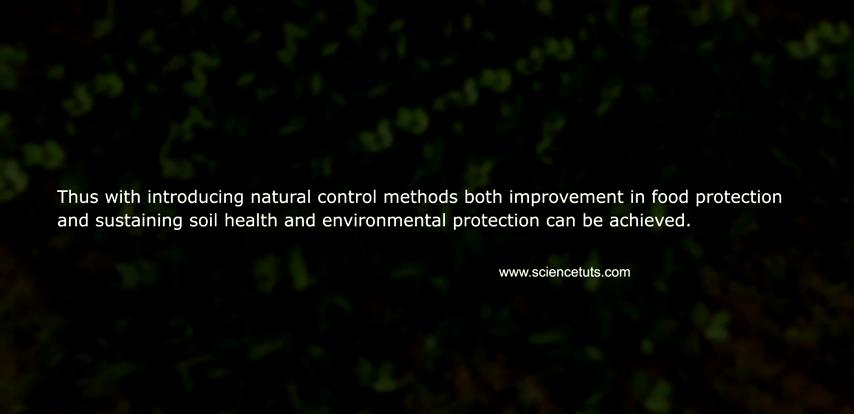 Thus with introducing natural control methods both improvement in food protection
and sustaining soil health and environmental protection can be achieved.
www.sciencetuts.com